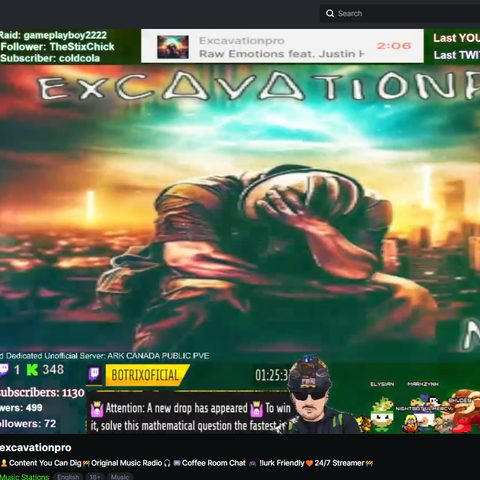 Search
Raid: gameplayboy2222
Follower: TheStixChick
Subscriber: coldcola
Excavationpro
Raw Emotions feat. Justin H
2:06
Last YOU
Last TWI
EXCAVATIONP
d Dedicated Unofficial Server: ARK CANADA PUBLIC PVE
1 348
BOTRIXOFICIAL
01:25:3
ubscribers: 1130
wers: 499
ollowers: 72
Attention: A new drop has appeared To win
it, solve this mathematical question the fastest
ELYSIAN
MARKZYNH
excavationpro
Content You Can Dig Original Music Radio Coffee Room Chat !lurk Friendly 24/7 Streamer
Music Stations English 18+ Music